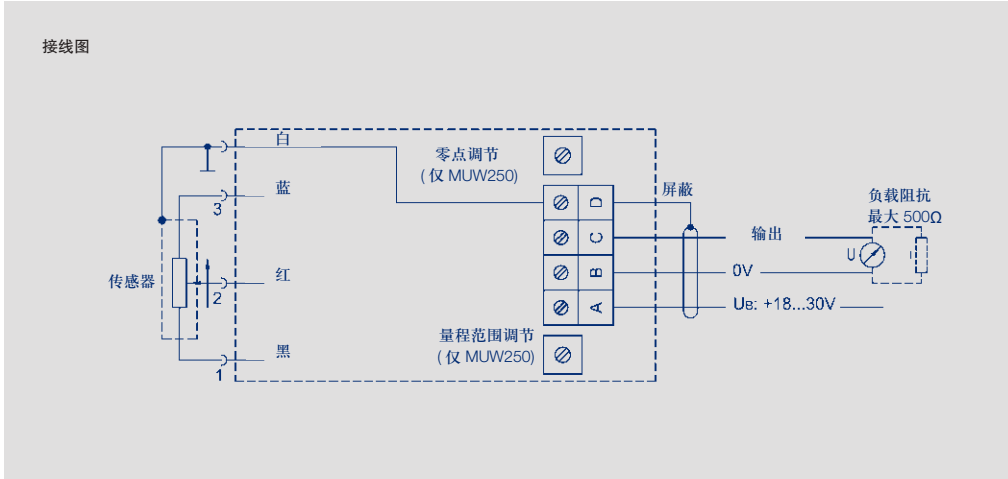 接线图
白
零点调节
(仅 MUW250)
蓝
3
屏蔽
D
负载阻抗
最大 500Ω
C
输出
U
I
传感器
红
2
B
0V
A
UB: +18...30V
量程范围调节
(仅 MUW250)
黑
1